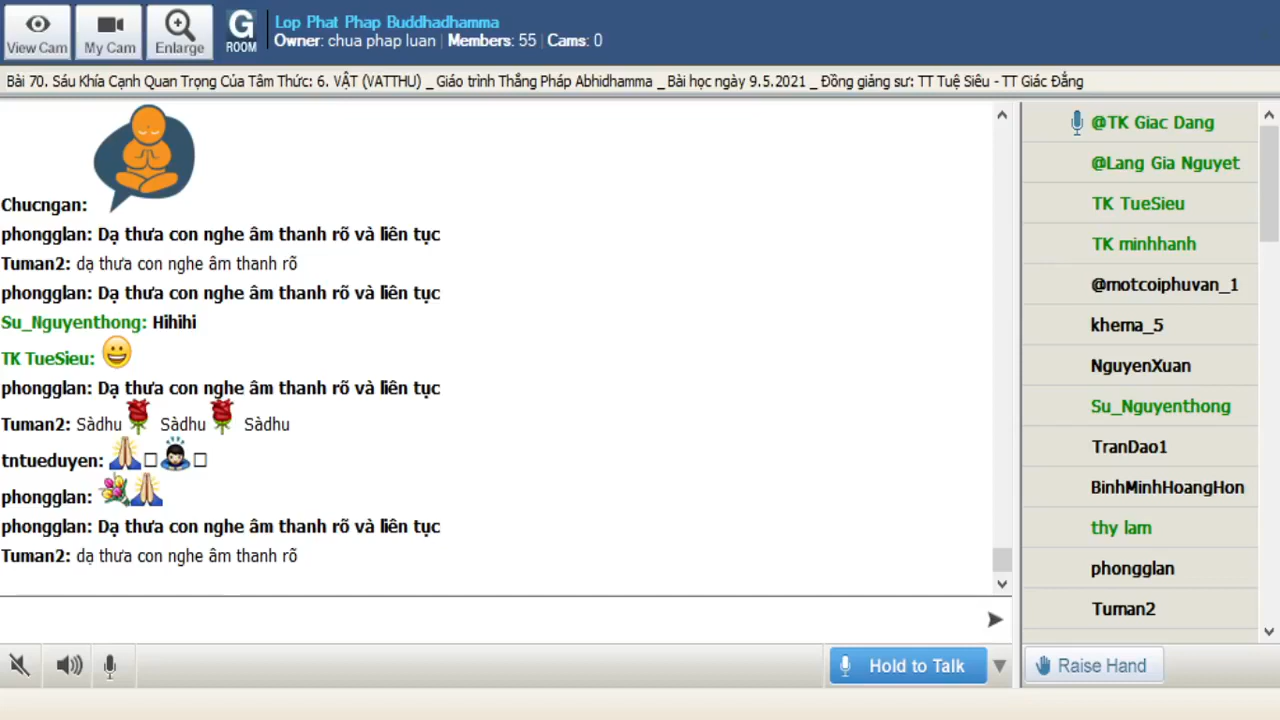 View Cam
My Cam
Enlarge
G
ROOM
Lop Phat Phap Buddhadhamma
Owner: chua phap luan | Members: 55 | Cams: 0
Bài 70. Sáu Khía Cạnh Quan Trọng Của Tâm Thức: 6. VẬT (VATTHU) _ Giáo trình Thắng Pháp Abhidhamma _ Bài học ngày 9.5.2021 _ Đồng giảng sư: TT Tuệ Siêu - TT Giác Đẳng
Chucngan:
phongglan: Dạ thưa con nghe âm thanh rõ và liên tục
Tuman2: dạ thưa con nghe âm thanh rõ
phongglan: Dạ thưa con nghe âm thanh rõ và liên tục
Su_Nguyenthong: Hihihi
TK TueSieu:
phongglan: Dạ thưa con nghe âm thanh rõ và liên tục
Tuman2: Sàdhu Sàdhu Sàdhu
tntueduyen:
phongglan:
phongglan: Dạ thưa con nghe âm thanh rõ và liên tục
Tuman2: dạ thưa con nghe âm thanh rõ
@TK Giac Dang
@Lang Gia Nguyet
TK TueSieu
TK minhhanh
@motcoiphuvan_1
khema_5
NguyenXuan
Su_Nguyenthong
TranDao1
BinhMinhHoangHon
thy lam
phongglan
Tuman2
Hold to Talk
Raise Hand